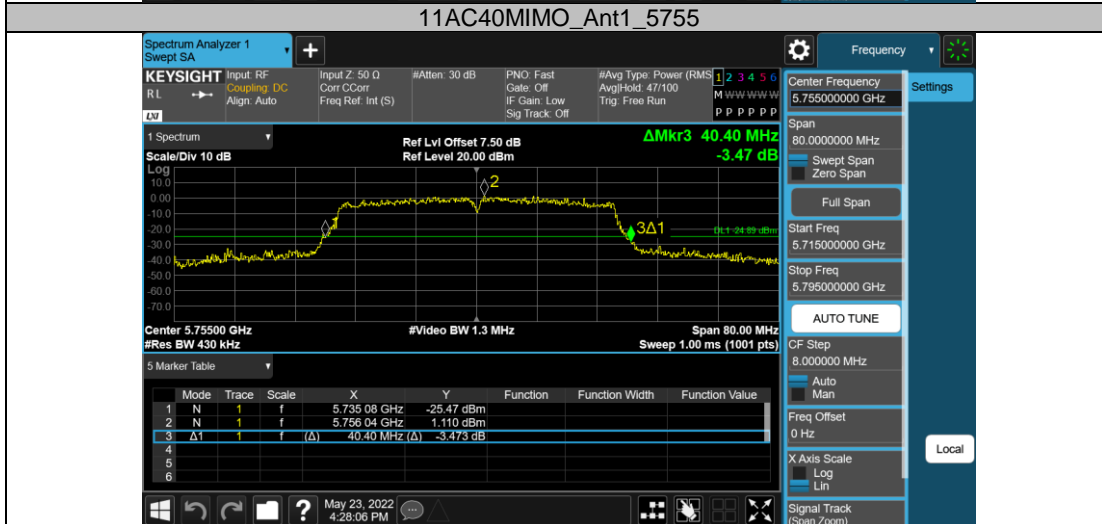 11AC40MIMO_Ant1_5755
Spectrum Analyzer 1
Swept SA
Frequency
KEYSIGHT Input: RF Input Z: 50 Ω #Atten: 30 dB PNO: Fast #Avg Type: Power (RMS 1 2 3 4 5 6
RL Coupling: DC Corr CCorr Gate: Off Avg|Hold: 47/100 M W W W W W
Align: Auto Freq Ref: Int (S) IF Gain: Low Trig: Free Run
Sig Track: Off P P P P P P
LXI
1 Spectrum
Ref Lvl Offset 7.50 dB
ΔMkr3 40.40 MHz
Scale/Div 10 dB
Ref Level 20.00 dBm
-3.47 dB
Log
10.0
0.00
-10.0
-20.0
-30.0
-40.0
-50.0
-60.0
-70.0
1
2
3Δ1
DL1 -24.89 dBm
Center 5.75500 GHz
#Video BW 1.3 MHz
Span 80.00 MHz
#Res BW 430 kHz
Sweep 1.00 ms (1001 pts)
5 Marker Table
Mode Trace Scale X Y Function Function Width Function Value
1 N 1 f 5.735 08 GHz -25.47 dBm
2 N 1 f 5.756 04 GHz 1.110 dBm
3 Δ1 1 f (Δ) 40.40 MHz (Δ) -3.473 dB
4
5
6
May 23, 2022
4:28:06 PM
Center Frequency
5.755000000 GHz
Settings
Span
80.0000000 MHz
Swept Span
Zero Span
Full Span
Start Freq
5.715000000 GHz
Stop Freq
5.795000000 GHz
AUTO TUNE
CF Step
8.000000 MHz
Auto
Man
Freq Offset
0 Hz
Local
X Axis Scale
Log
Lin
Signal Track
(Span Zoom)